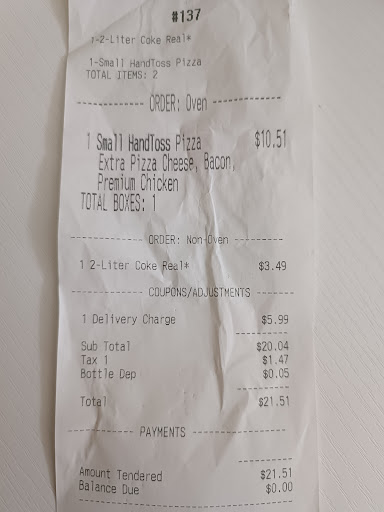 #137
1-2-Liter Coke Real*
1-Small HandToss Pizza
TOTAL ITEMS: 2
----------- ORDER: Oven -----------
1 Small HandToss Pizza $10.51
Extra Pizza Cheese, Bacon,
Premium Chicken
TOTAL BOXES: 1
------------ ORDER: Non-Oven ------------
1 2-Liter Coke Real* $3.49
------------ COUPONS/ADJUSTMENTS ------------
1 Delivery Charge $5.99
----------
Sub Total $20.04
Tax 1 $1.47
Bottle Dep $0.05
----------
Total $21.51
------------ PAYMENTS ------------
----------
Amount Tendared $21.51
Balance Due $0.00